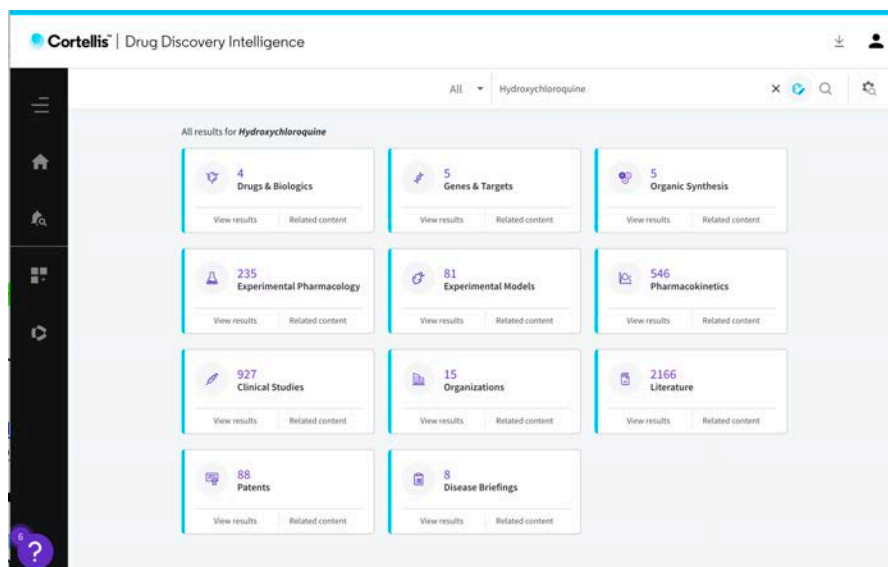 Cortellis™ | Drug Discovery Intelligence
All Hydroxychloroquine
All results for Hydroxychloroquine
4
Drugs & Biologics
View results Related content
5
Genes & Targets
View results Related content
5
Organic Synthesis
View results Related content
235
Experimental Pharmacology
View results Related content
81
Experimental Models
View results Related content
546
Pharmacokinetics
View results Related content
927
Clinical Studies
View results Related content
15
Organizations
View results Related content
2166
Literature
View results Related content
88
Patents
View results Related content
8
Disease Briefings
View results Related content
6
?